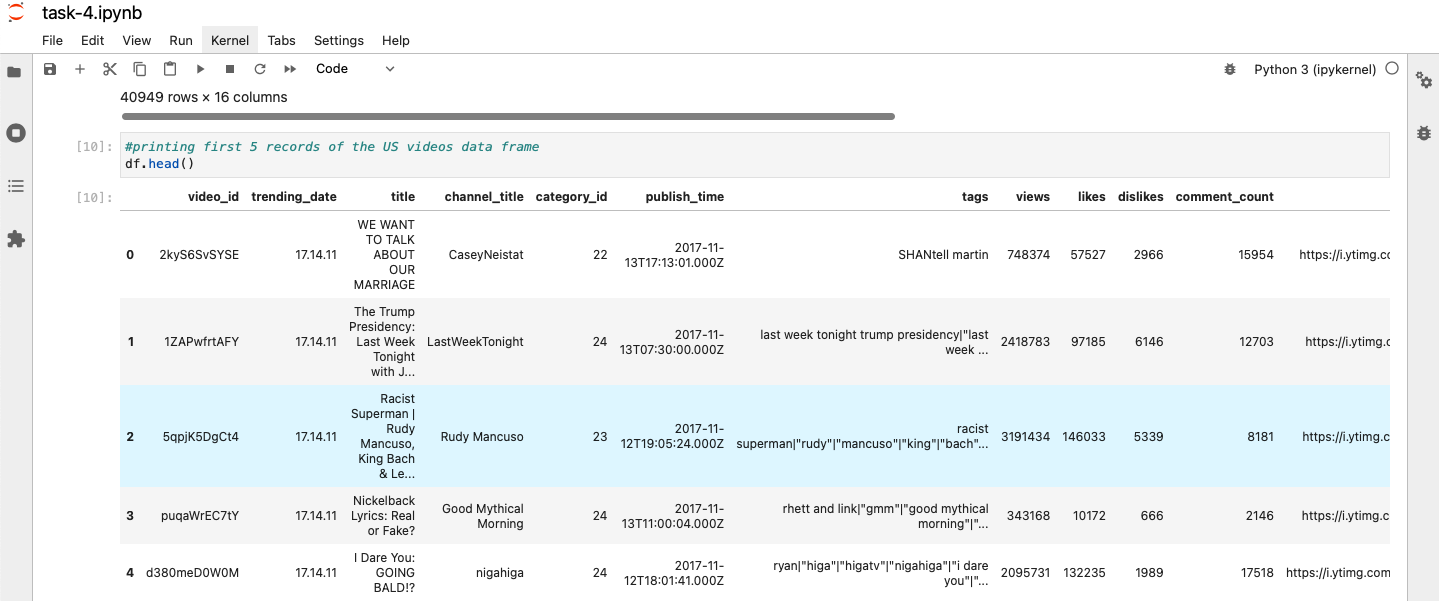 task-4.ipynb
File Edit View Run Kernel Tabs Settings Help
Code Python 3 (ipykernel)
40949 rows × 16 columns
[10]: #printing first 5 records of the US videos data frame
df.head()
[10]: video_id trending_date title channel_title category_id publish_time tags views likes dislikes comment_count
WE WANT
TO TALK
0 2kyS6SvSYSE 17.14.11 ABOUT CaseyNeistat 22 2017-11- SHANtell martin 748374 57527 2966 15954 https://i.ytimg.cc
OUR 13T17:13:01.000Z
MARRIAGE
The Trump
Presidency: 2017-11- last week tonight trump presidency|"last
1 1ZAPwfrtAFY 17.14.11 Last Week LastWeekTonight 24 13T07:30:00.000Z week ... 2418783 97185 6146 12703 https://i.ytimg.c
Tonight
with J...
Racist
Superman |
2 5qpjK5DgCt4 17.14.11 Rudy Rudy Mancuso 23 2017-11- racist 3191434 146033 5339 8181 https://i.ytimg.c
Mancuso, 12T19:05:24.000Z superman|"rudy"|"mancuso"|"king"|"bach"...
King Bach
& Le...
Nickelback Good Mythical 2017-11- rhett and link|"gmm"|"good mythical
3 puqaWrEC7tY 17.14.11 Lyrics: Real Morning 24 13T11:00:04.000Z morning"|"... 343168 10172 666 2146 https://i.ytimg.c
or Fake?
I Dare You: 2017-11- ryan|"higa"|"higatv"|"nigahiga"|"i dare
4 d380meD0W0M 17.14.11 GOING nigahiga 24 12T18:01:41.000Z you"|"... 2095731 132235 1989 17518 https://i.ytimg.com
BALD!?